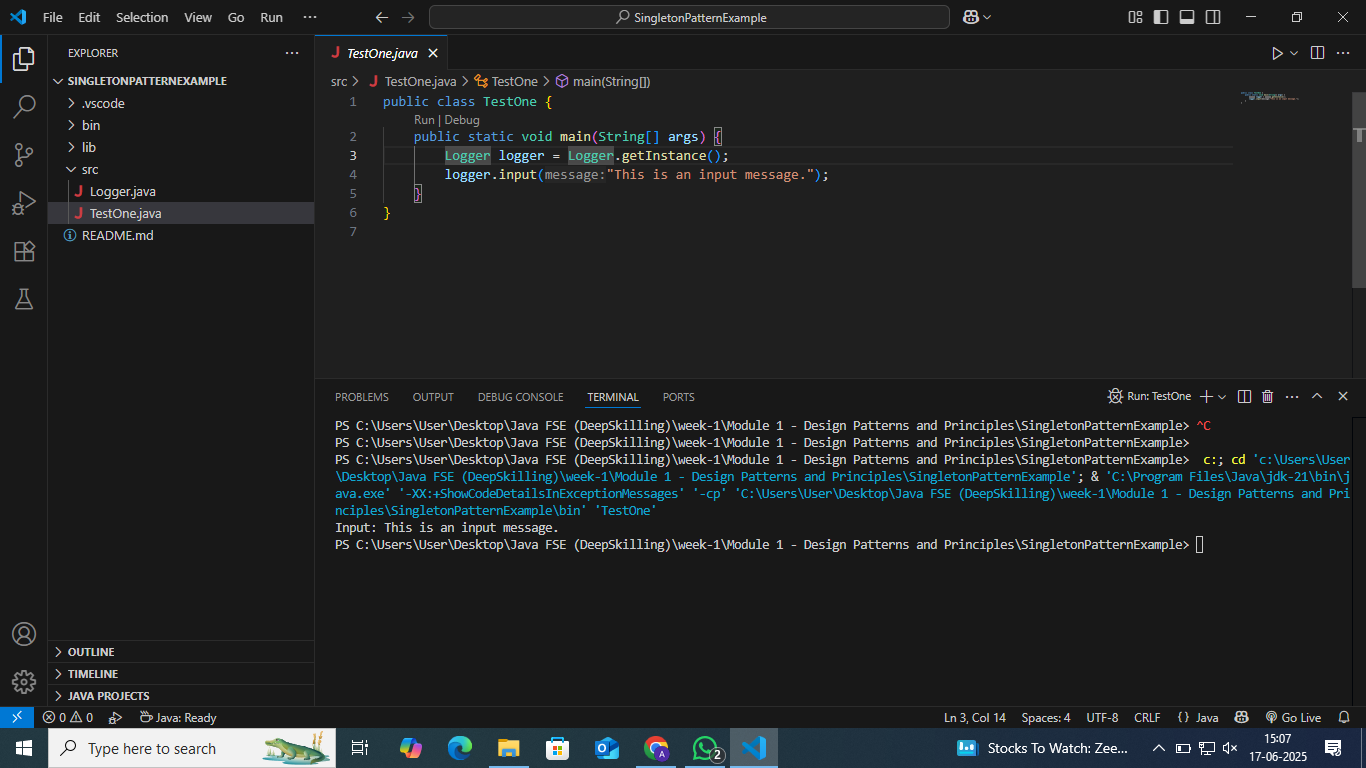 File Edit Selection View Go Run ··· SingletonPatternExample
EXPLORER ···
SINGLETONPATTERNEXAMPLE
.vscode
bin
lib
src
J Logger.java
J TestOne.java
README.md
OUTLINE
TIMELINE
JAVA PROJECTS
J TestOne.java
src > J TestOne.java > TestOne > main(String[])
1 public class TestOne {
Run | Debug
2 public static void main(String[] args) {
3 Logger logger = Logger.getInstance();
4 logger.input(message:"This is an input message.");
5 }
6 }
7
PROBLEMS OUTPUT DEBUG CONSOLE TERMINAL PORTS Run: TestOne
PS C:\Users\User\Desktop\Java FSE (DeepSkilling)\week-1\Module 1 - Design Patterns and Principles\SingletonPatternExample> ^C
PS C:\Users\User\Desktop\Java FSE (DeepSkilling)\week-1\Module 1 - Design Patterns and Principles\SingletonPatternExample>
PS C:\Users\User\Desktop\Java FSE (DeepSkilling)\week-1\Module 1 - Design Patterns and Principles\SingletonPatternExample>  c:; cd 'c:\Users\User
\Desktop\Java FSE (DeepSkilling)\week-1\Module 1 - Design Patterns and Principles\SingletonPatternExample'; & 'C:\Program Files\Java\jdk-21\bin\j
ava.exe' '-XX:+ShowCodeDetailsInExceptionMessages' '-cp' 'C:\Users\User\Desktop\Java FSE (DeepSkilling)\week-1\Module 1 - Design Patterns and Pri
nciples\SingletonPatternExample\bin' 'TestOne'
Input: This is an input message.
PS C:\Users\User\Desktop\Java FSE (DeepSkilling)\week-1\Module 1 - Design Patterns and Principles\SingletonPatternExample>
0 0 Java: Ready Ln 3, Col 14 Spaces: 4 UTF-8 CRLF {} Java Go Live
Type here to search A 2 Stocks To Watch: Zee... 15:07
17-06-2025